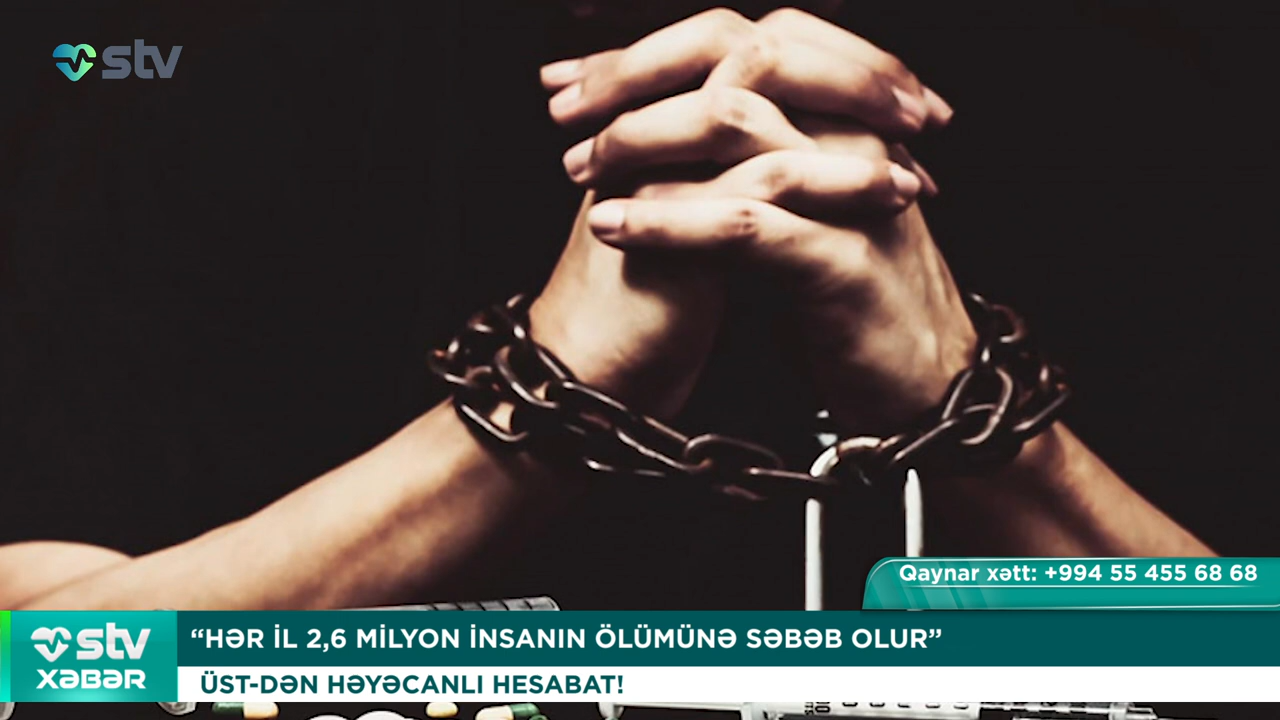 stv
Qaynar xətt: +994 55 455 68 68
stv
XƏBƏR
“HƏR İL 2,6 MİLYON İNSANIN ÖLÜMÜNƏ SƏBƏB OLUR”
ÜST-DƏN HƏYƏCANLI HESABAT!